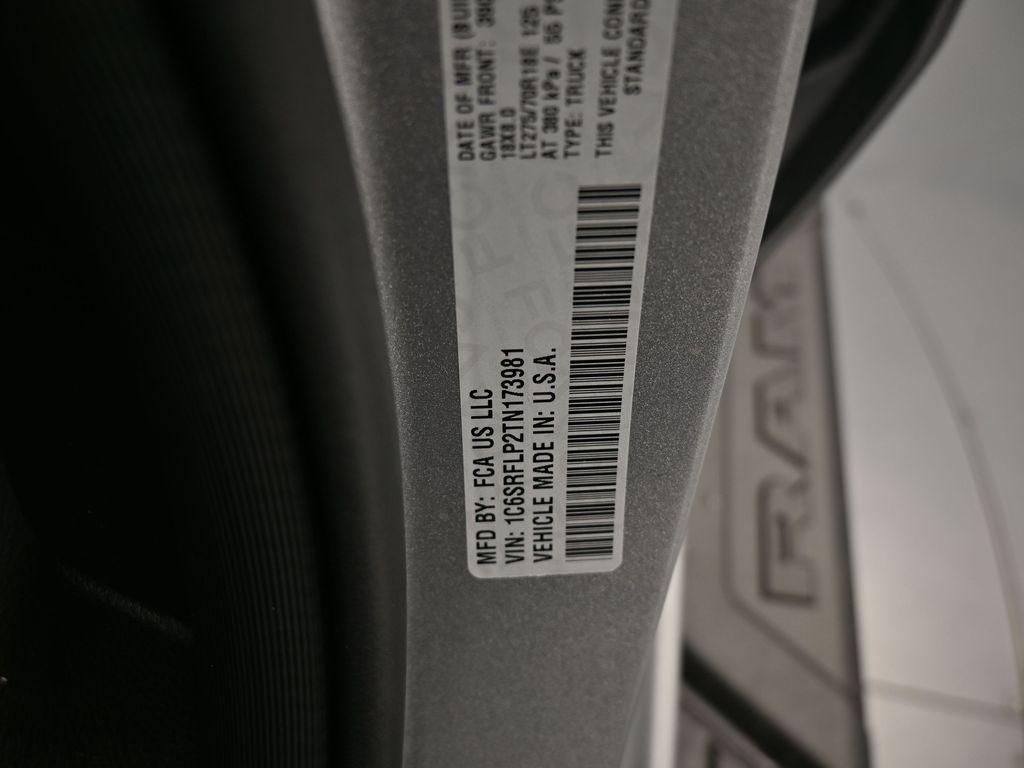 MFD BY: FCA US LLC
VIN: 1C6SRFLP2TN173981
VEHICLE MADE IN: U.S.A.
DATE OF MFR
GAWR FRONT:
18X8.0
LT275/70R18E 125
AT 380 kPa / 55
TYPE: TRUCK
THIS VEHICLE
STANDARD
RAM